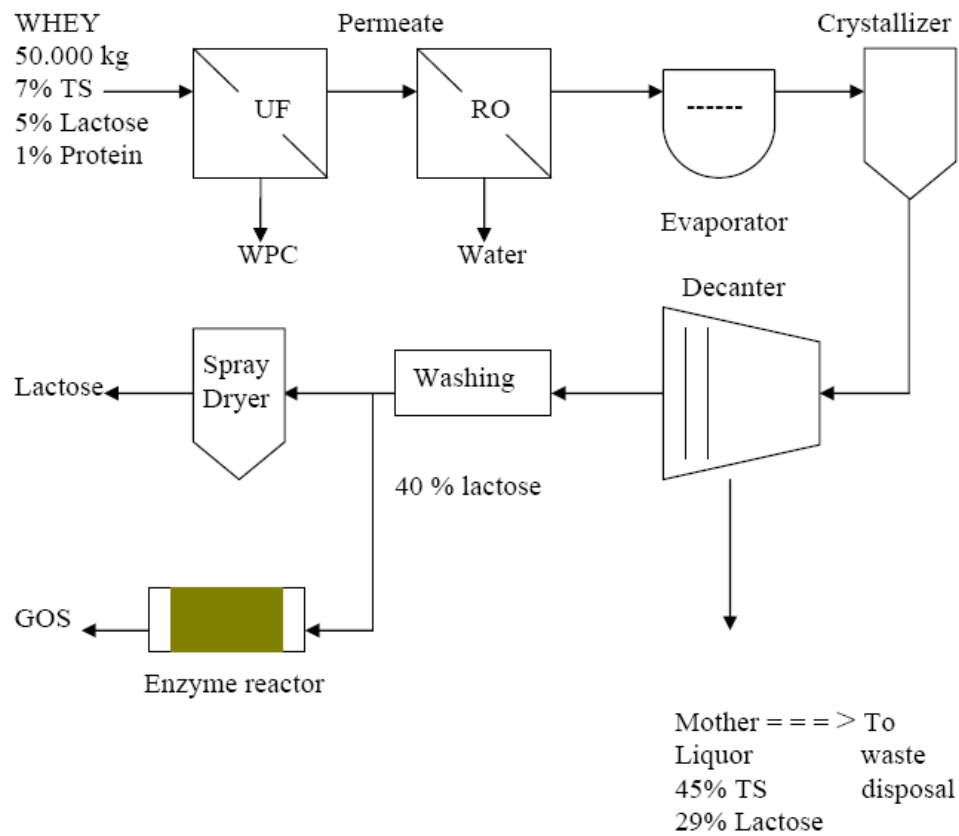 WHEY
50.000 kg
7% TS
5% Lactose
1% Protein
Permeate
Crystallizer
UF
RO
Evaporator
WPC
Water
Decanter
Lactose
Spray
Dryer
Washing
40 % lactose
GOS
Enzyme reactor
Mother = = = > To
Liquor waste
45% TS disposal
29% Lactose